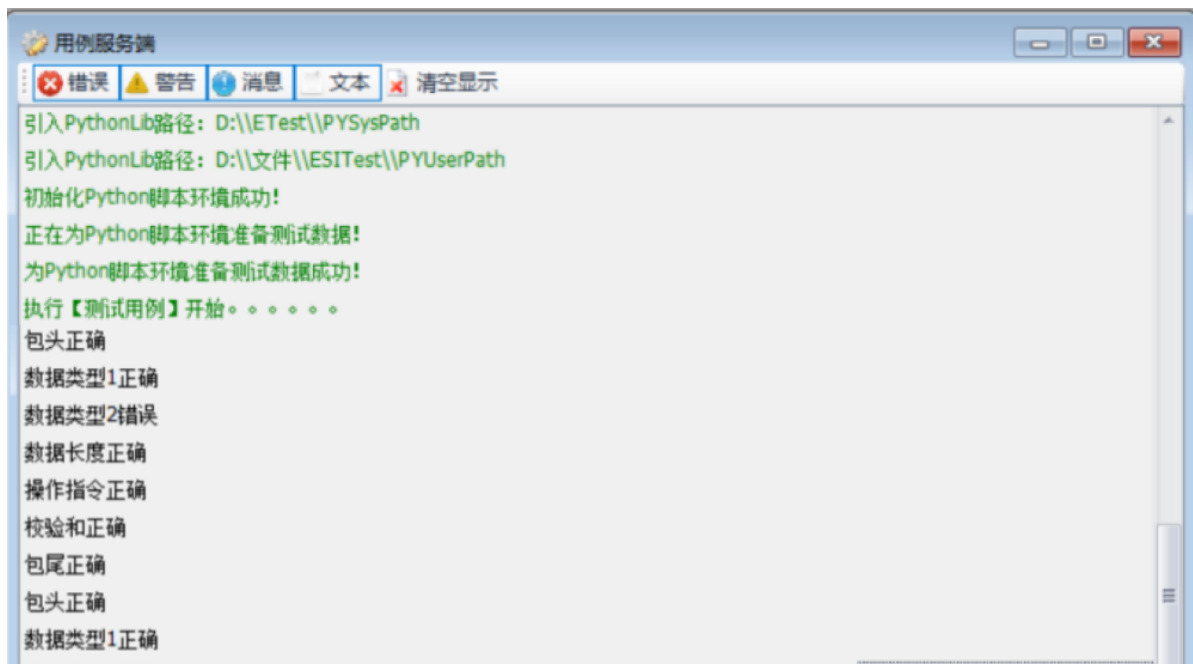 用例服务端
错误 警告 消息 文本 清空显示
引入PythonLib路径：D:\\ETest\\PYSysPath
引入PythonLib路径：D:\\文件\\ESITest\\PYUserPath
初始化Python脚本环境成功!
正在为Python脚本环境准备测试数据!
为Python脚本环境准备测试数据成功!
执行【测试用例】开始。。。。。。
包头正确
数据类型1正确
数据类型2错误
数据长度正确
操作指令正确
校验和正确
包尾正确
包头正确
数据类型1正确